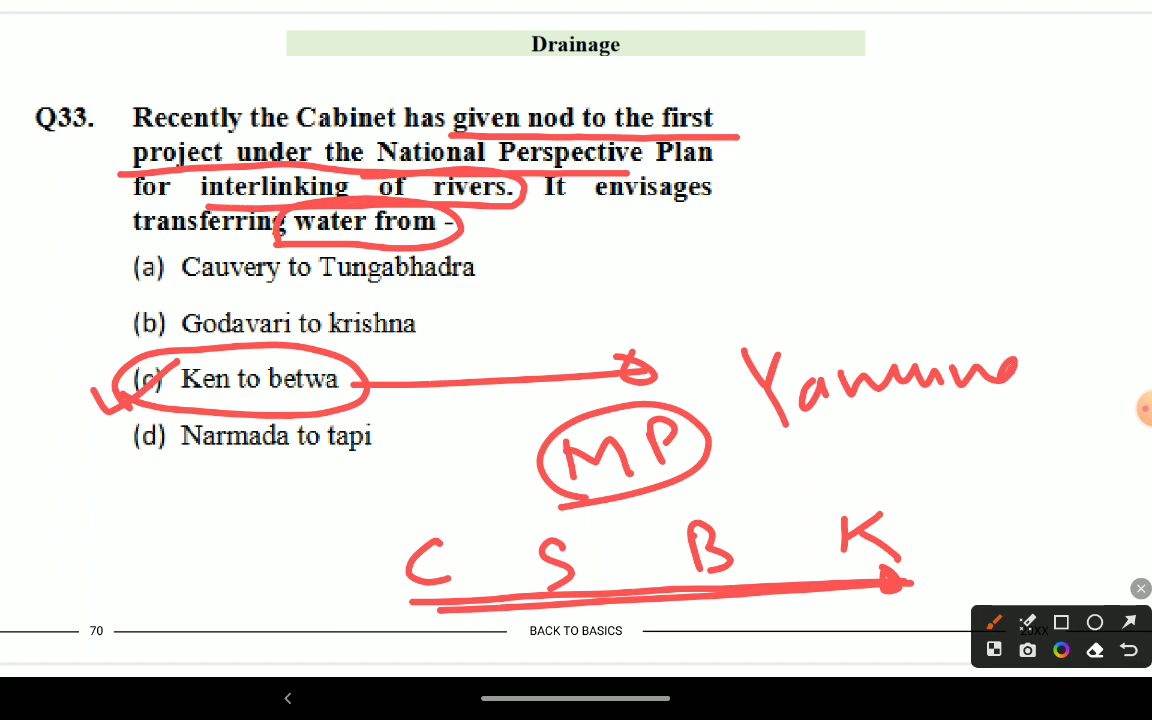 Drainage
Q33. Recently the Cabinet has given nod to the first
project under the National Perspective Plan
for interlinking of rivers. It envisages
transferring water from -
(a) Cauvery to Tungabhadra
(b) Godavari to krishna
(c) Ken to betwa
Yamuna
(d) Narmada to tapi
MP
C S B K
70 BACK TO BASICS 20XX